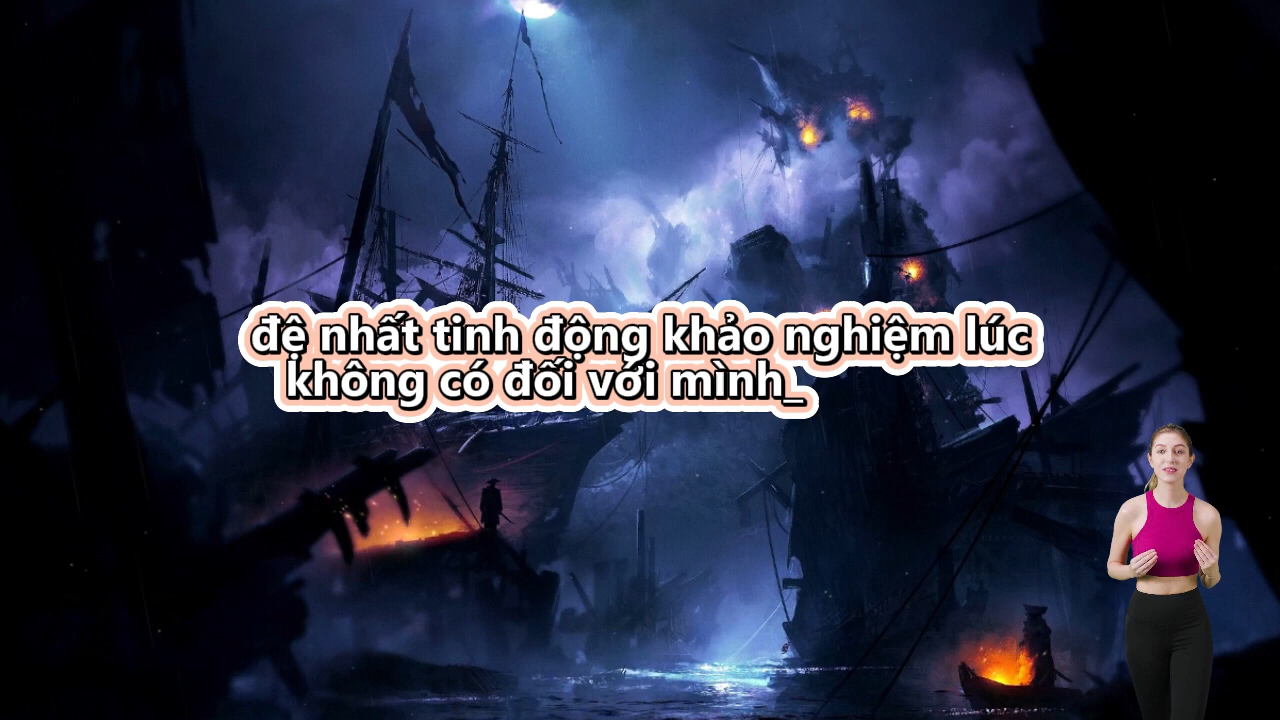 đệ nhất tinh động khảo nghiệm lúc
không có đối với mình_